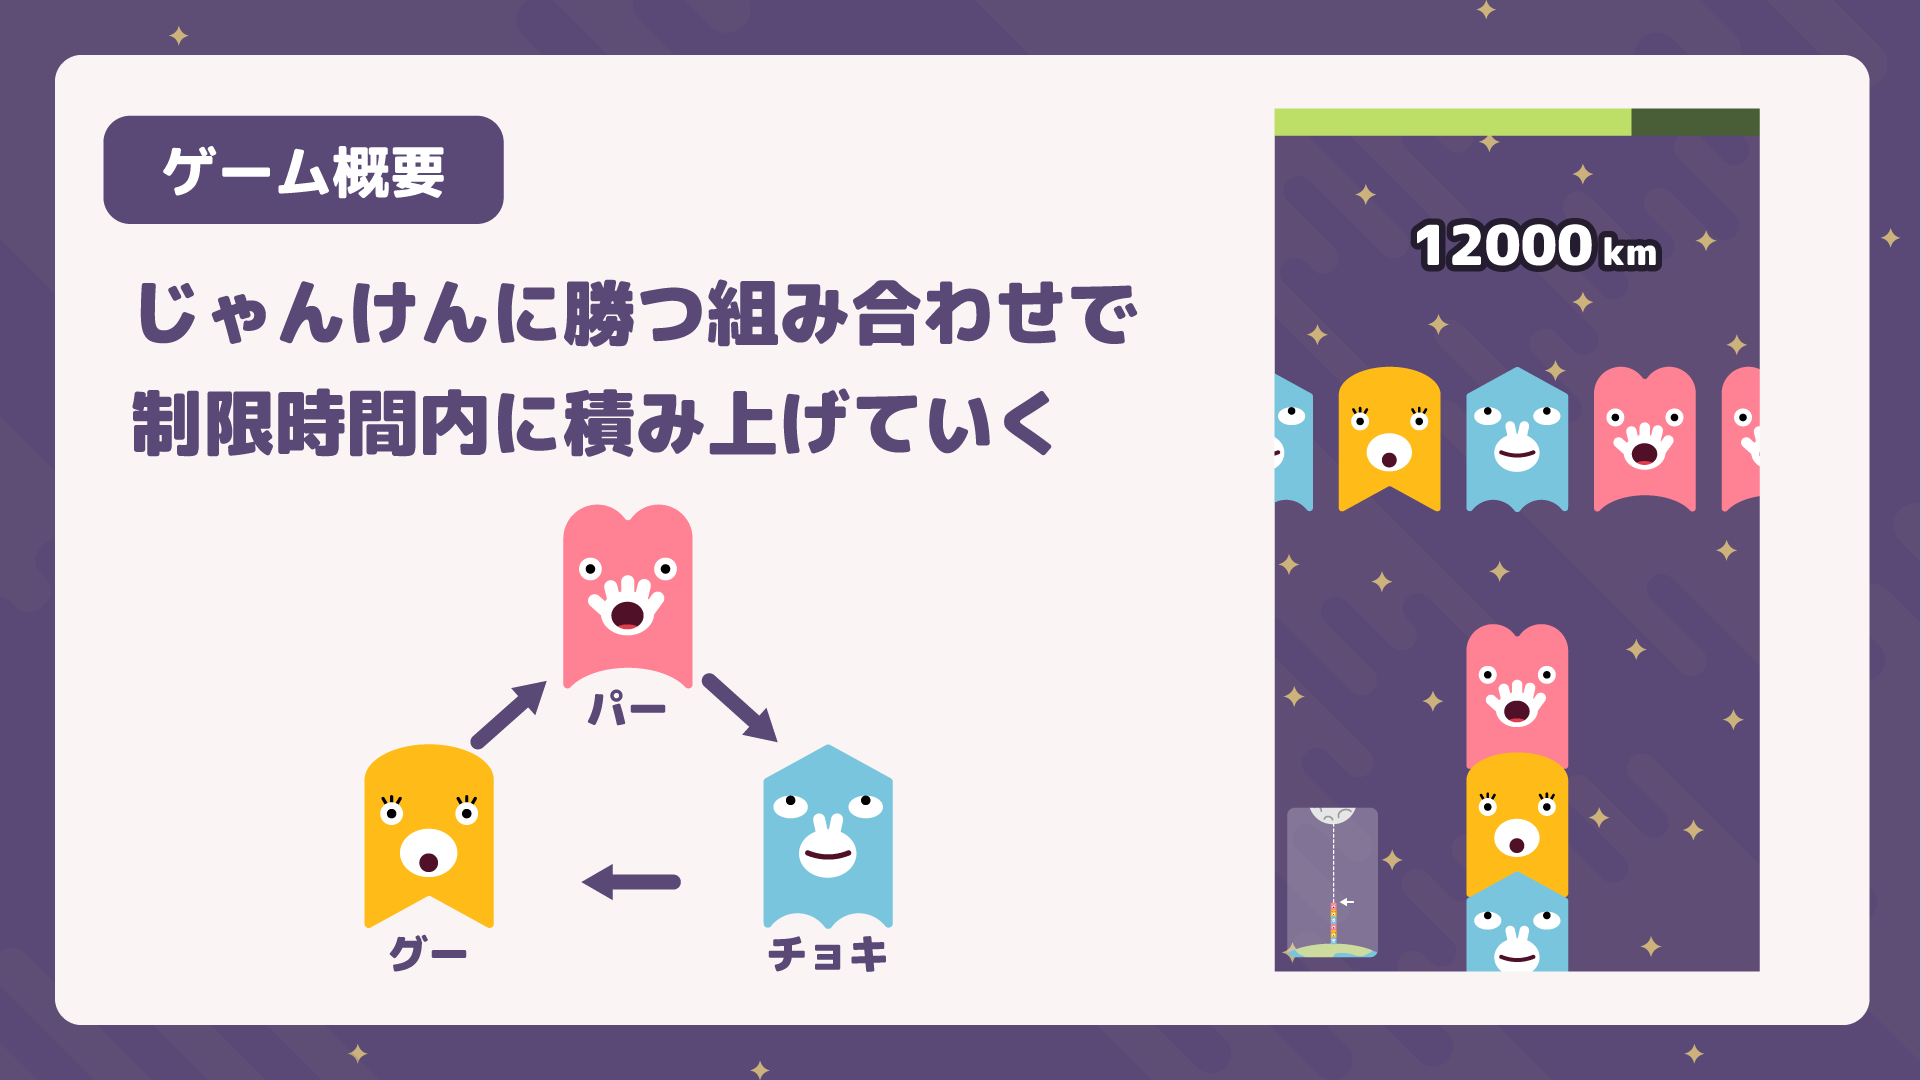 ゲーム概要
じゃんけんに勝つ組み合わせで
制限時間内に積み上げていく
パー
グー
チョキ
12000 km